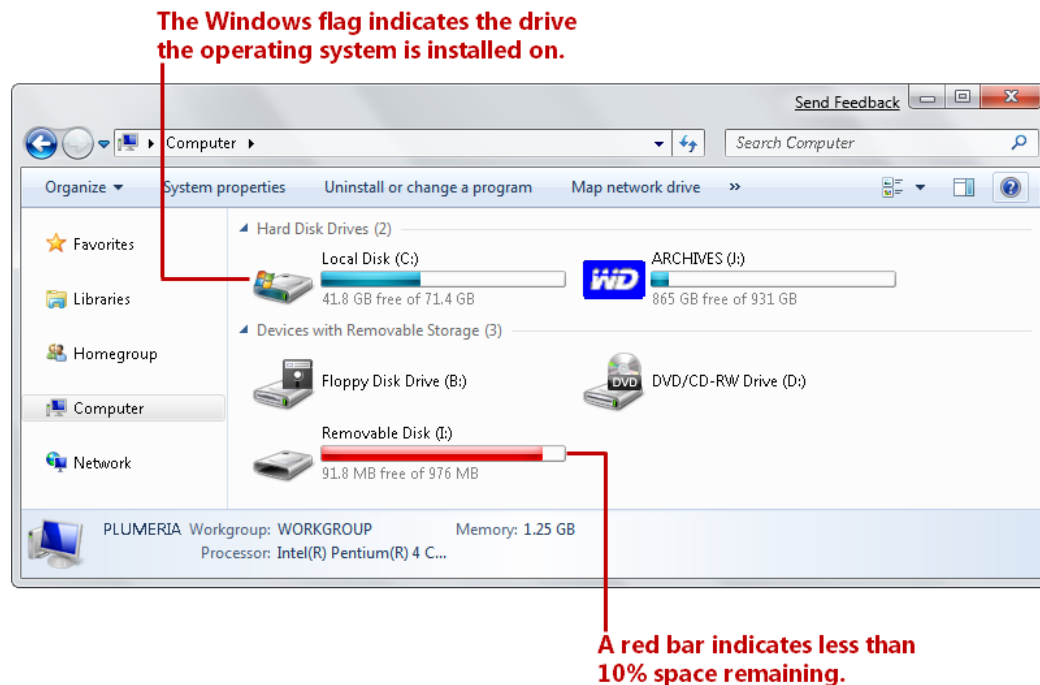 The Windows flag indicates the drive
the operating system is installed on.
Send Feedback
Computer
Search Computer
Organize
System properties
Uninstall or change a program
Map network drive
»
Favorites
Libraries
Homegroup
Computer
Network
Hard Disk Drives (2)
Local Disk (C:)
41.8 GB free of 71.4 GB
WD
ARCHIVES (J:)
865 GB free of 931 GB
Devices with Removable Storage (3)
Floppy Disk Drive (B:)
DVD
DVD/CD-RW Drive (D:)
Removable Disk (I:)
91.8 MB free of 976 MB
PLUMERIA Workgroup: WORKGROUP Memory: 1.25 GB
Processor: Intel(R) Pentium(R) 4 C...
A red bar indicates less than
10% space remaining.